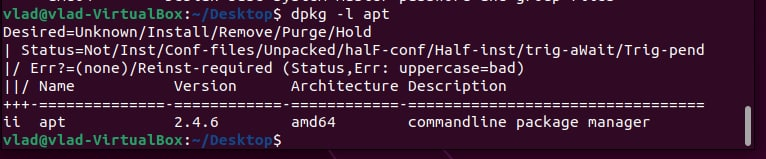 vlad@vlad-VirtualBox:~/Desktop$ dpkg -l apt
Desired=Unknown/Install/Remove/Purge/Hold
| Status=Not/Inst/Conf-files/Unpacked/halF-conf/Half-inst/trig-aWait/Trig-pend
|/ Err?=(none)/Reinst-required (Status,Err: uppercase=bad)
||/ Name           Version      Architecture Description
+++-==============-============-============-=================================
ii  apt            2.4.6        amd64        commandline package manager
vlad@vlad-VirtualBox:~/Desktop$